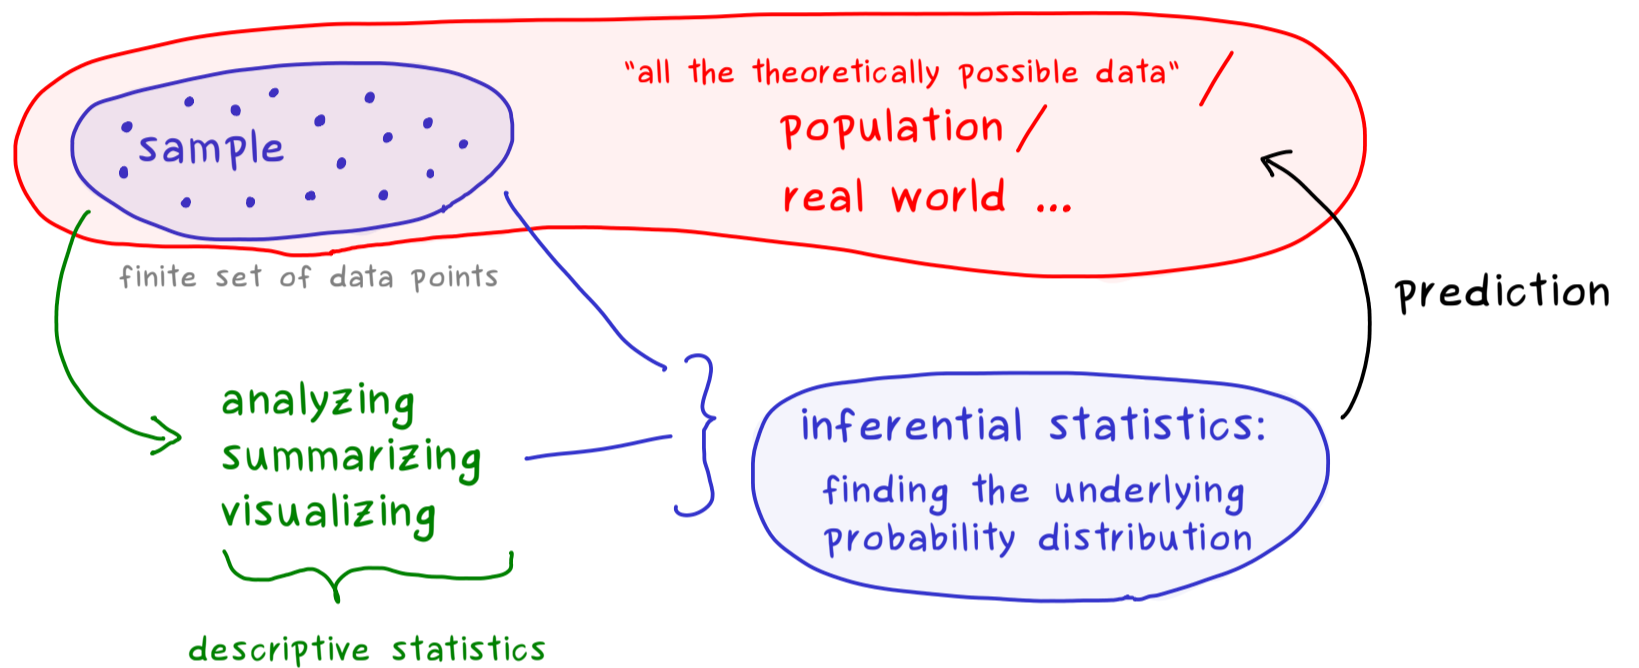 "all the theoretically possible data" /
population /
real world ...
sample
finite set of data points
prediction
analyzing
summarizing
visualizing
descriptive statistics
inferential statistics:
finding the underlying
probability distribution